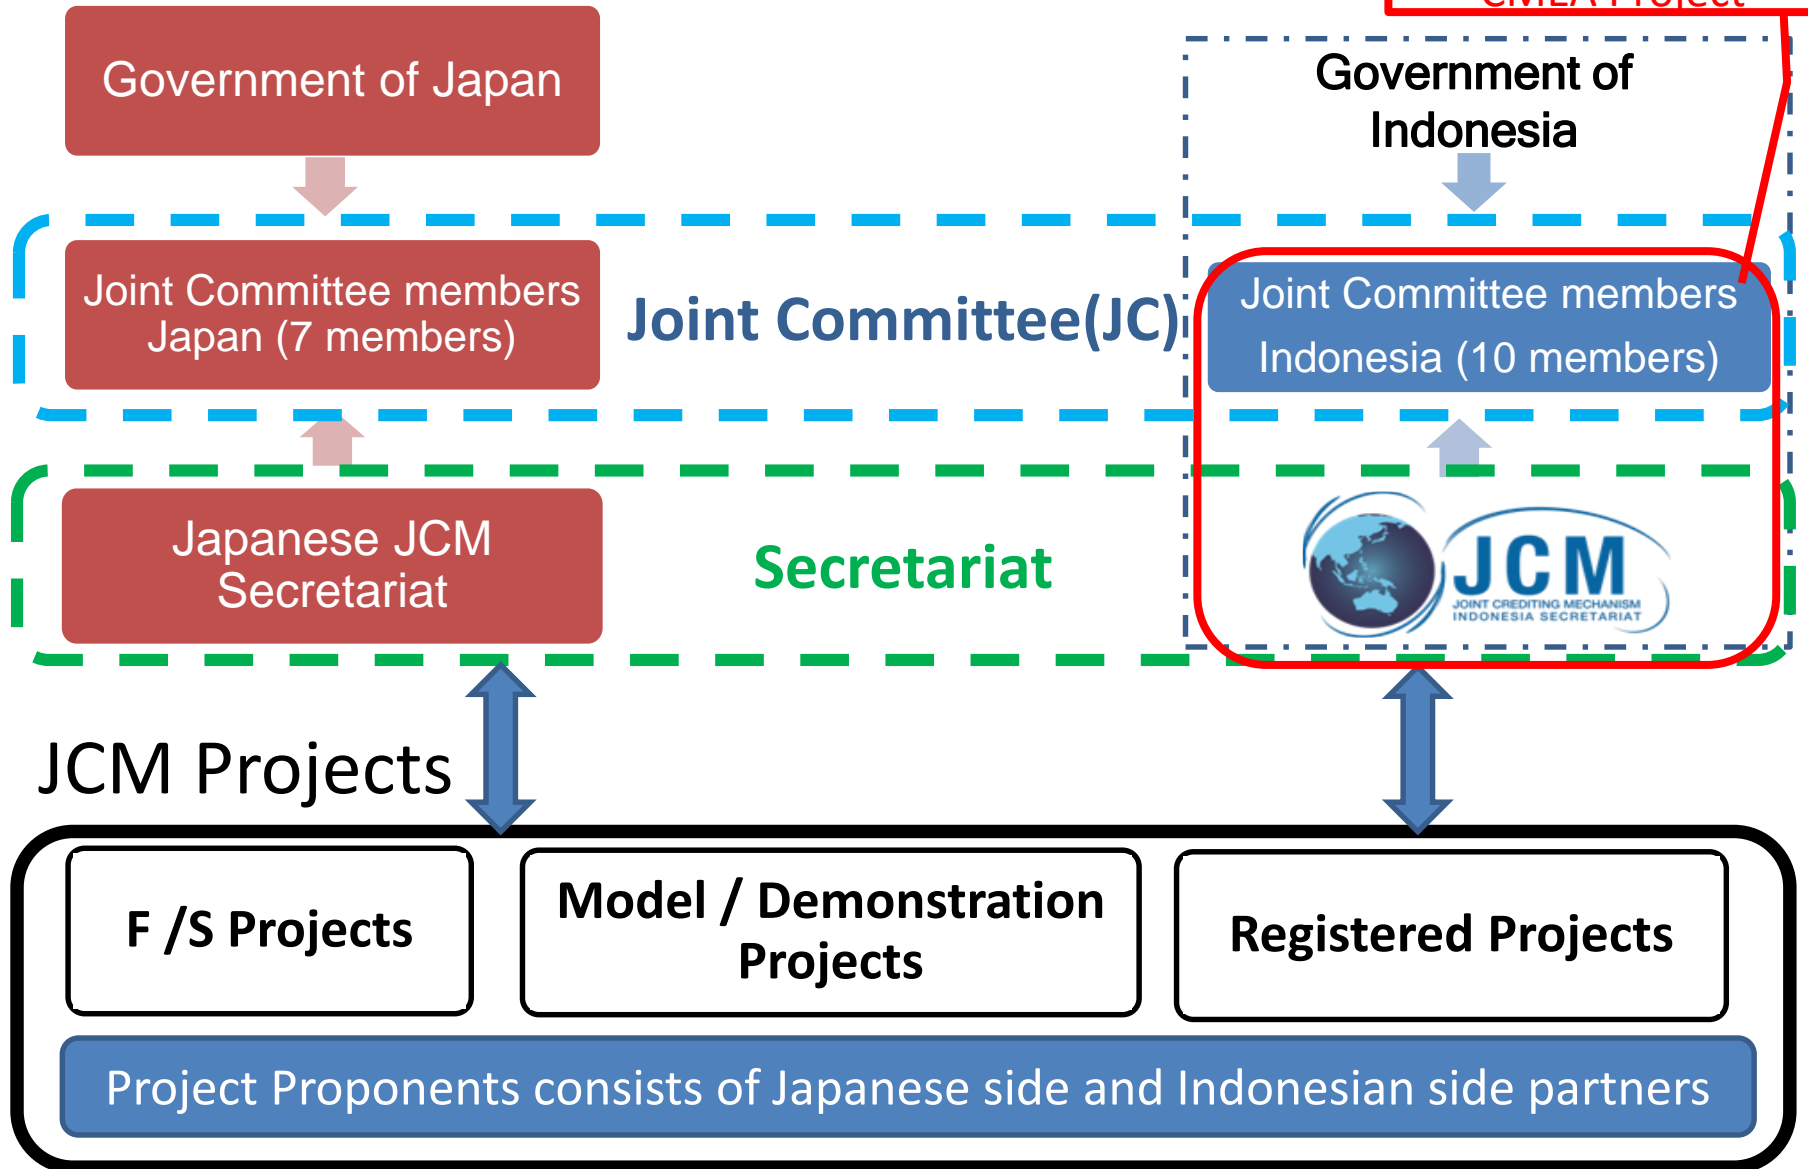 Project
Government of Japan
Government of
Indonesia
Joint Committee members
Japan (7 members)
Joint Committee(JC)
Joint Committee members
Indonesia (10 members)
Japanese JCM
Secretariat
Secretariat
JCM
JOINT CREDITING MECHANISM
INDONESIA SECRETARIAT
JCM Projects
F /S Projects
Model / Demonstration
Projects
Registered Projects
Project Proponents consists of Japanese side and Indonesian side partners